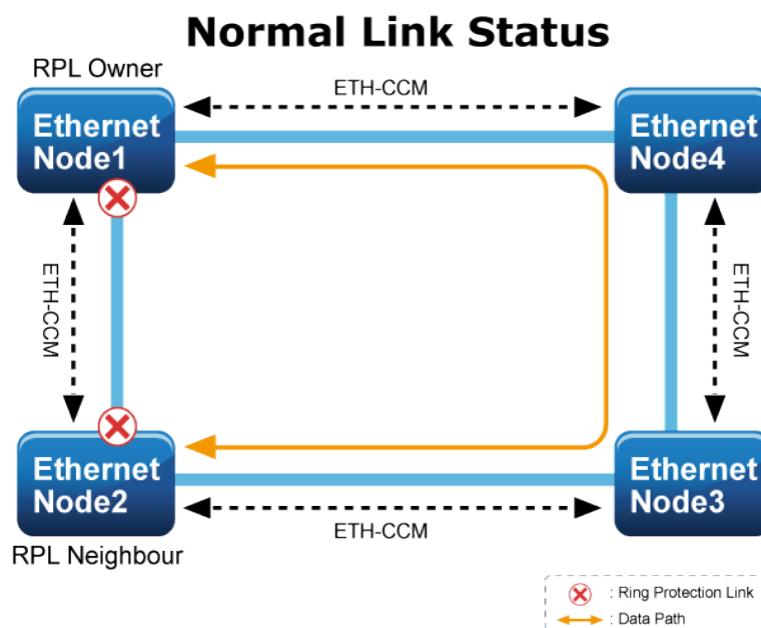 Normal Link Status
RPL Owner
ETH-CCM
Ethernet
Node1
Ethernet
Node4
ETH-CCM
ETH-CCM
Ethernet
Node2
Ethernet
Node3
ETH-CCM
RPL Neighbour
: Ring Protection Link
: Data Path